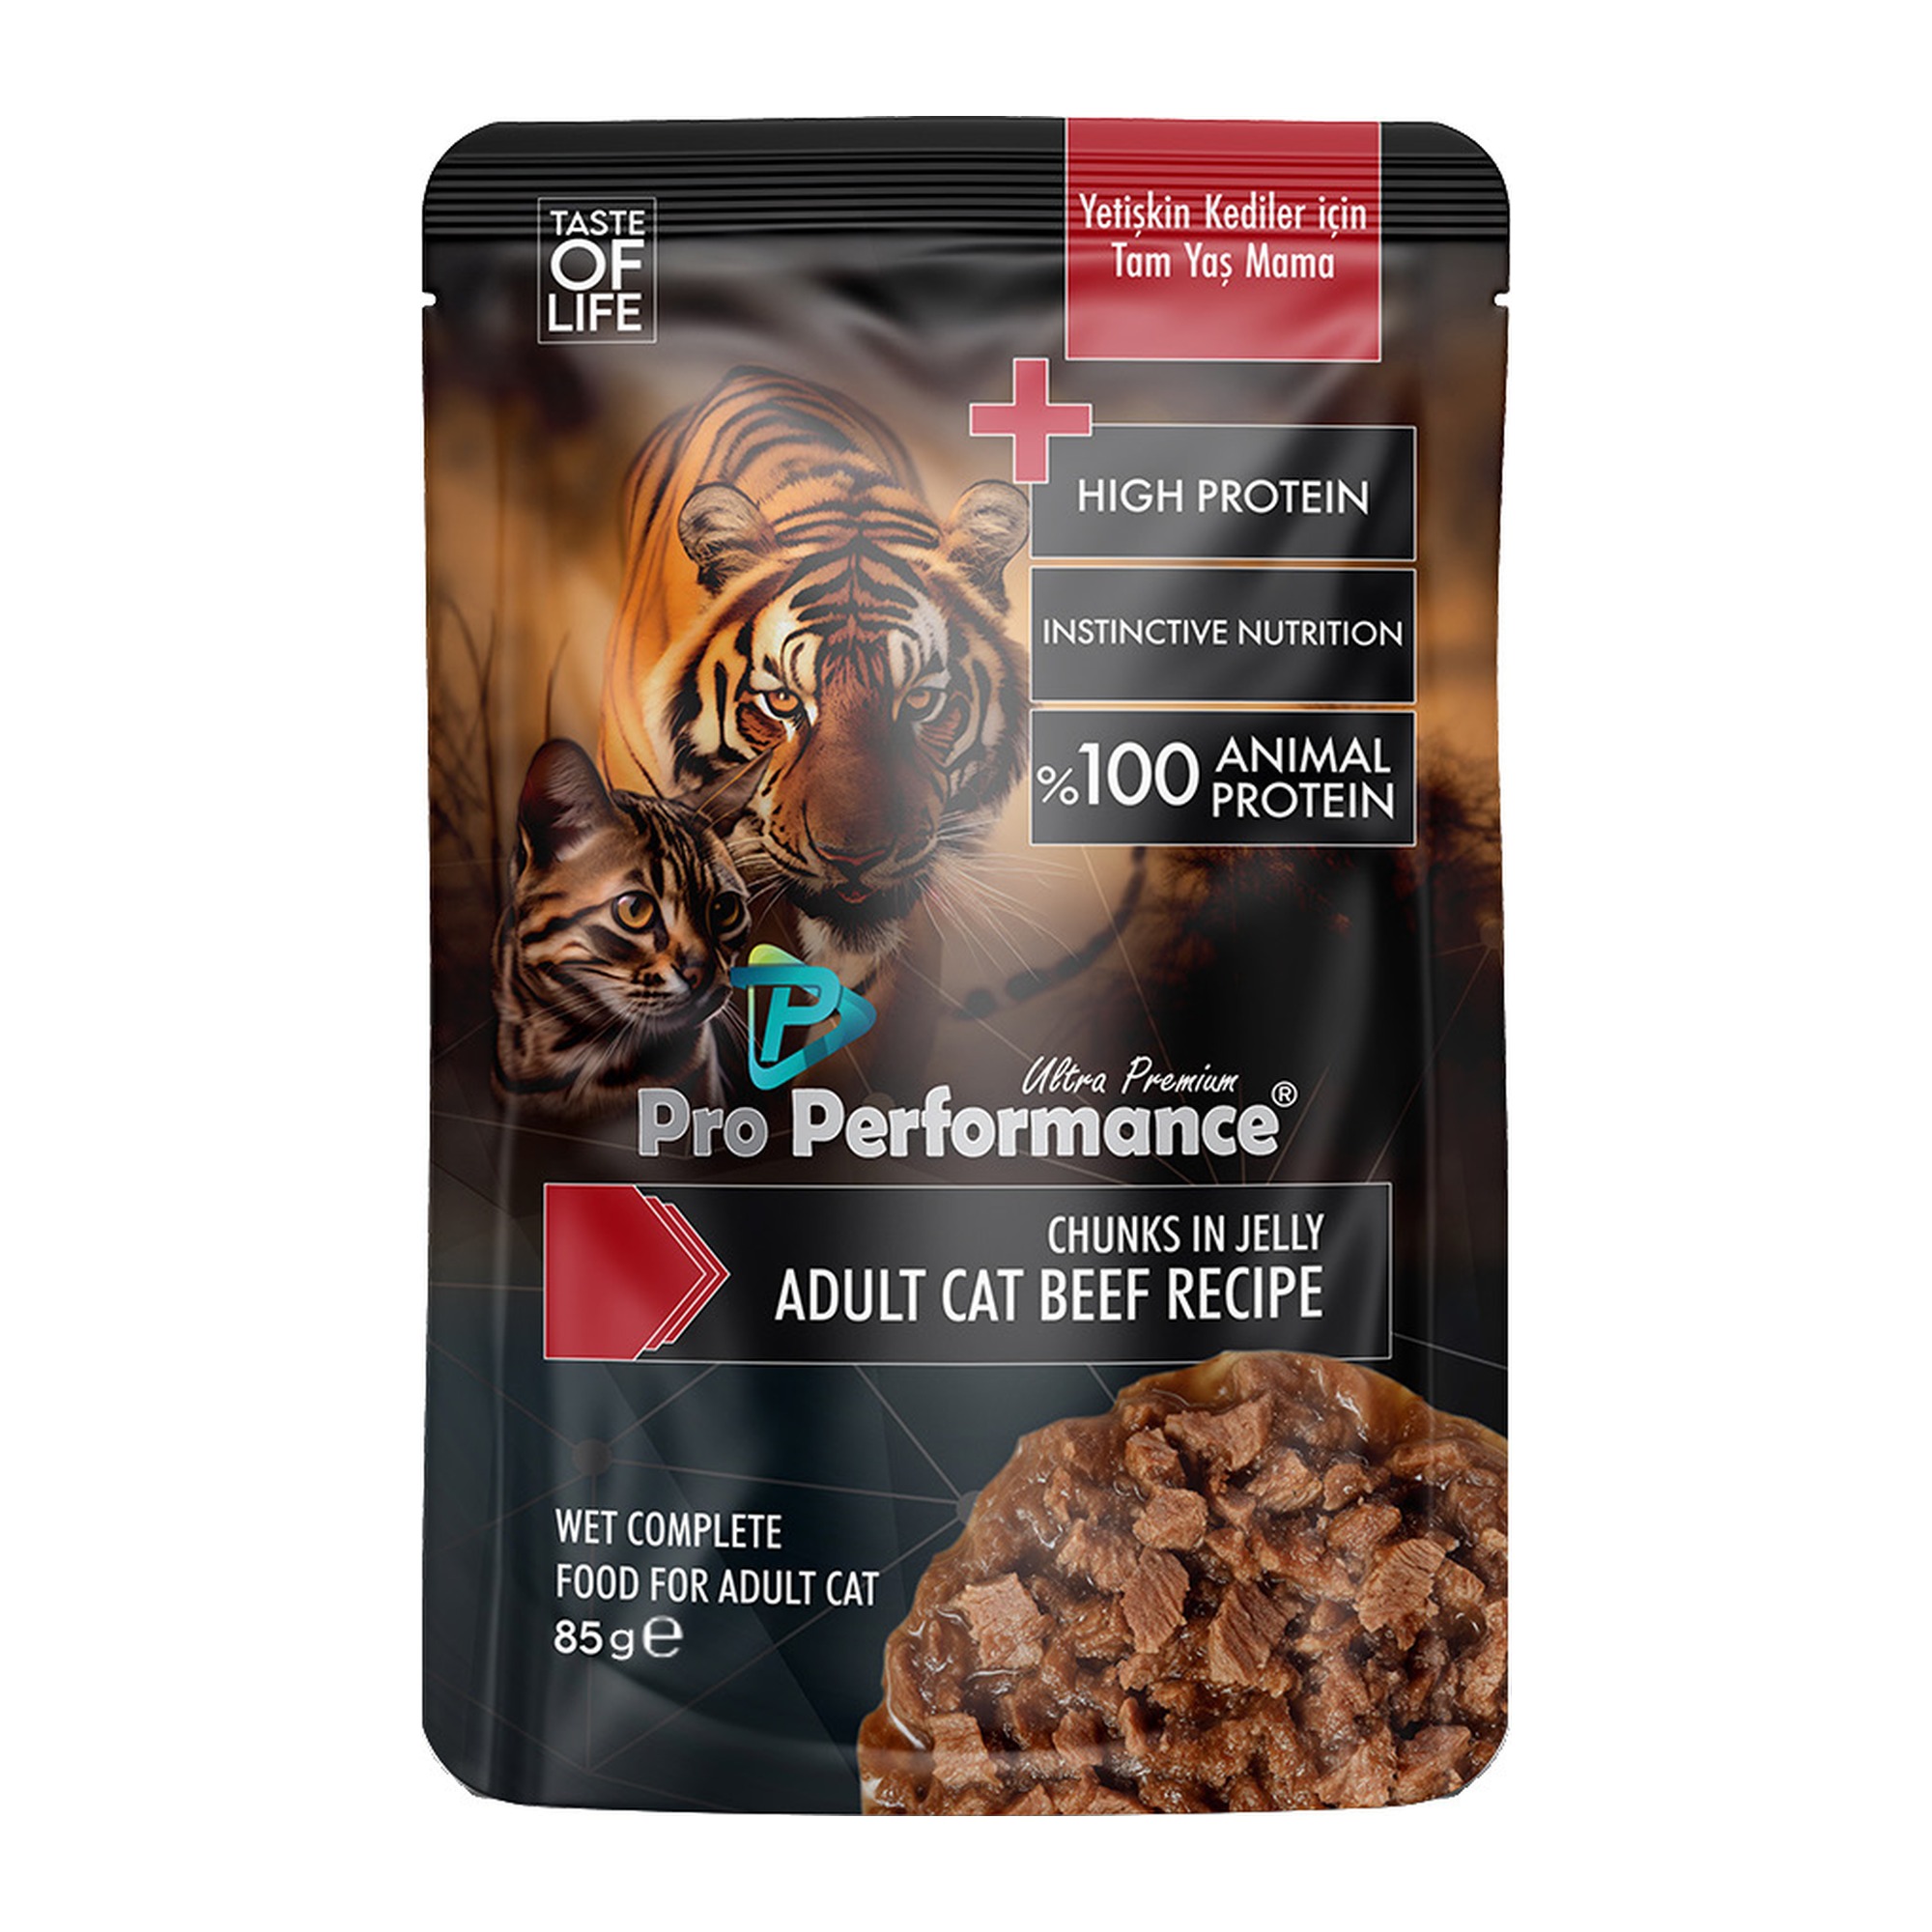 TASTE
OF
LIFE
Yetişkin Kediler için
Tam Yaş Mama
HIGH PROTEIN
INSTINCTIVE NUTRITION
%100 ANIMAL
PROTEIN
P
Ultra Premium
Pro Performance®
CHUNKS IN JELLY
ADULT CAT BEEF RECIPE
WET COMPLETE
FOOD FOR ADULT CAT
85g℮